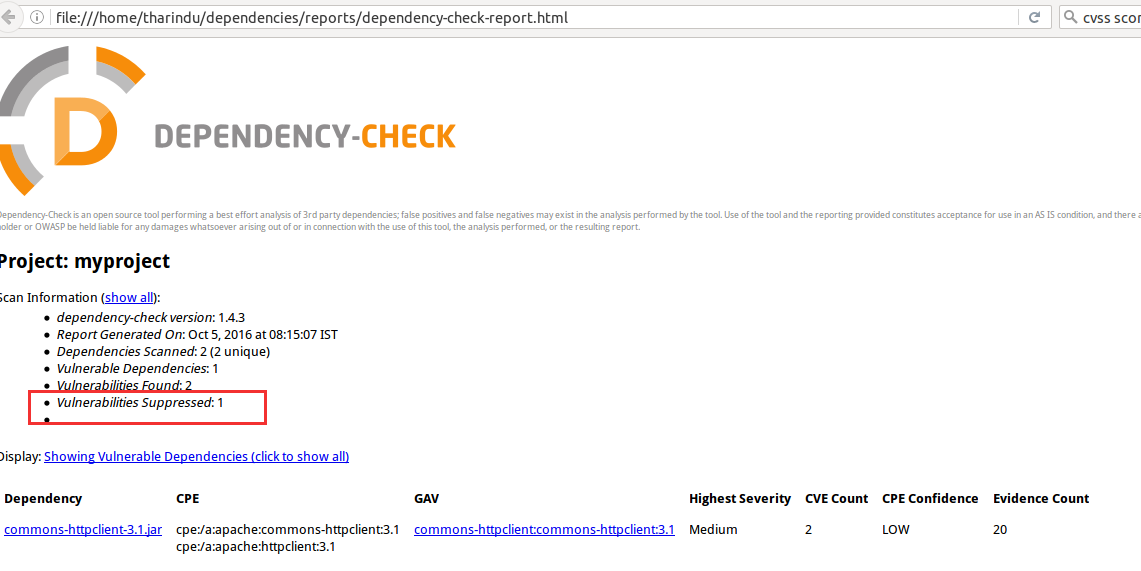 file:///home/tharindu/dependencies/reports/dependency-check-report.html
cvss scor
DEPENDENCY-CHECK
Dependency-Check is an open source tool performing a best effort analysis of 3rd party dependencies; false positives and false negatives may exist in the analysis performed by the tool. Use of the tool and the reporting provided constitutes acceptance for use in an AS IS condition, and there a
holder or OWASP be held liable for any damages whatsoever arising out of or in connection with the use of this tool, the analysis performed, or the resulting report.
Project: myproject
Scan Information (show all):
• dependency-check version: 1.4.3
• Report Generated On: Oct 5, 2016 at 08:15:07 IST
• Dependencies Scanned: 2 (2 unique)
• Vulnerable Dependencies: 1
• Vulnerabilities Found: 2
• Vulnerabilities Suppressed: 1
•
Display: Showing Vulnerable Dependencies (click to show all)
Dependency CPE GAV Highest Severity CVE Count CPE Confidence Evidence Count
commons-httpclient-3.1.jar cpe:/a:apache:commons-httpclient:3.1 commons-httpclient:commons-httpclient:3.1 Medium 2 LOW 20
cpe:/a:apache:httpclient:3.1